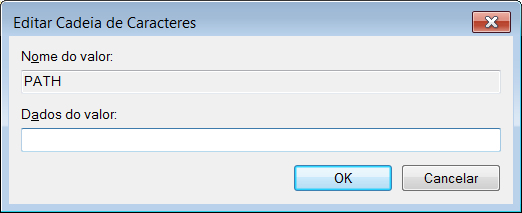 Editar Cadeia de Caracteres
Nome do valor:
PATH
Dados do valor:
OK
Cancelar